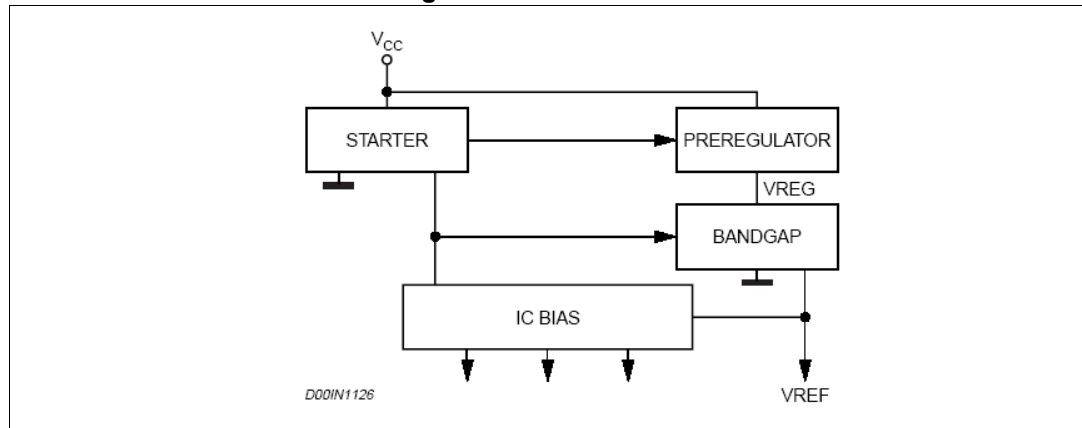 VCC
STARTER
PREREGULATOR
VREG
BANDGAP
IC BIAS
D00IN1126
VREF